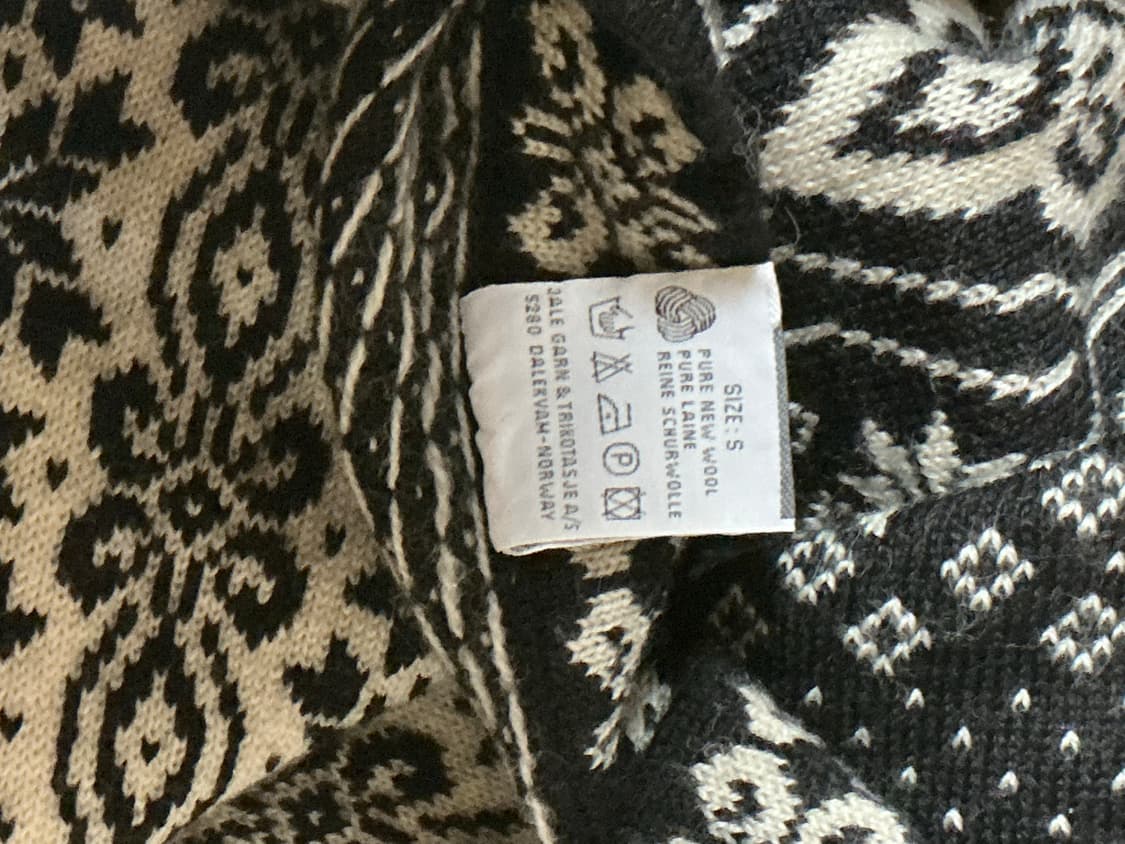 SIZE: S
PURE NEW WOOL
PURE LAINE
REINE SCHURWOLLE
P
DALE GARN & TRIKOTASJE A/S
5280 DALEKVAM-NORWAY